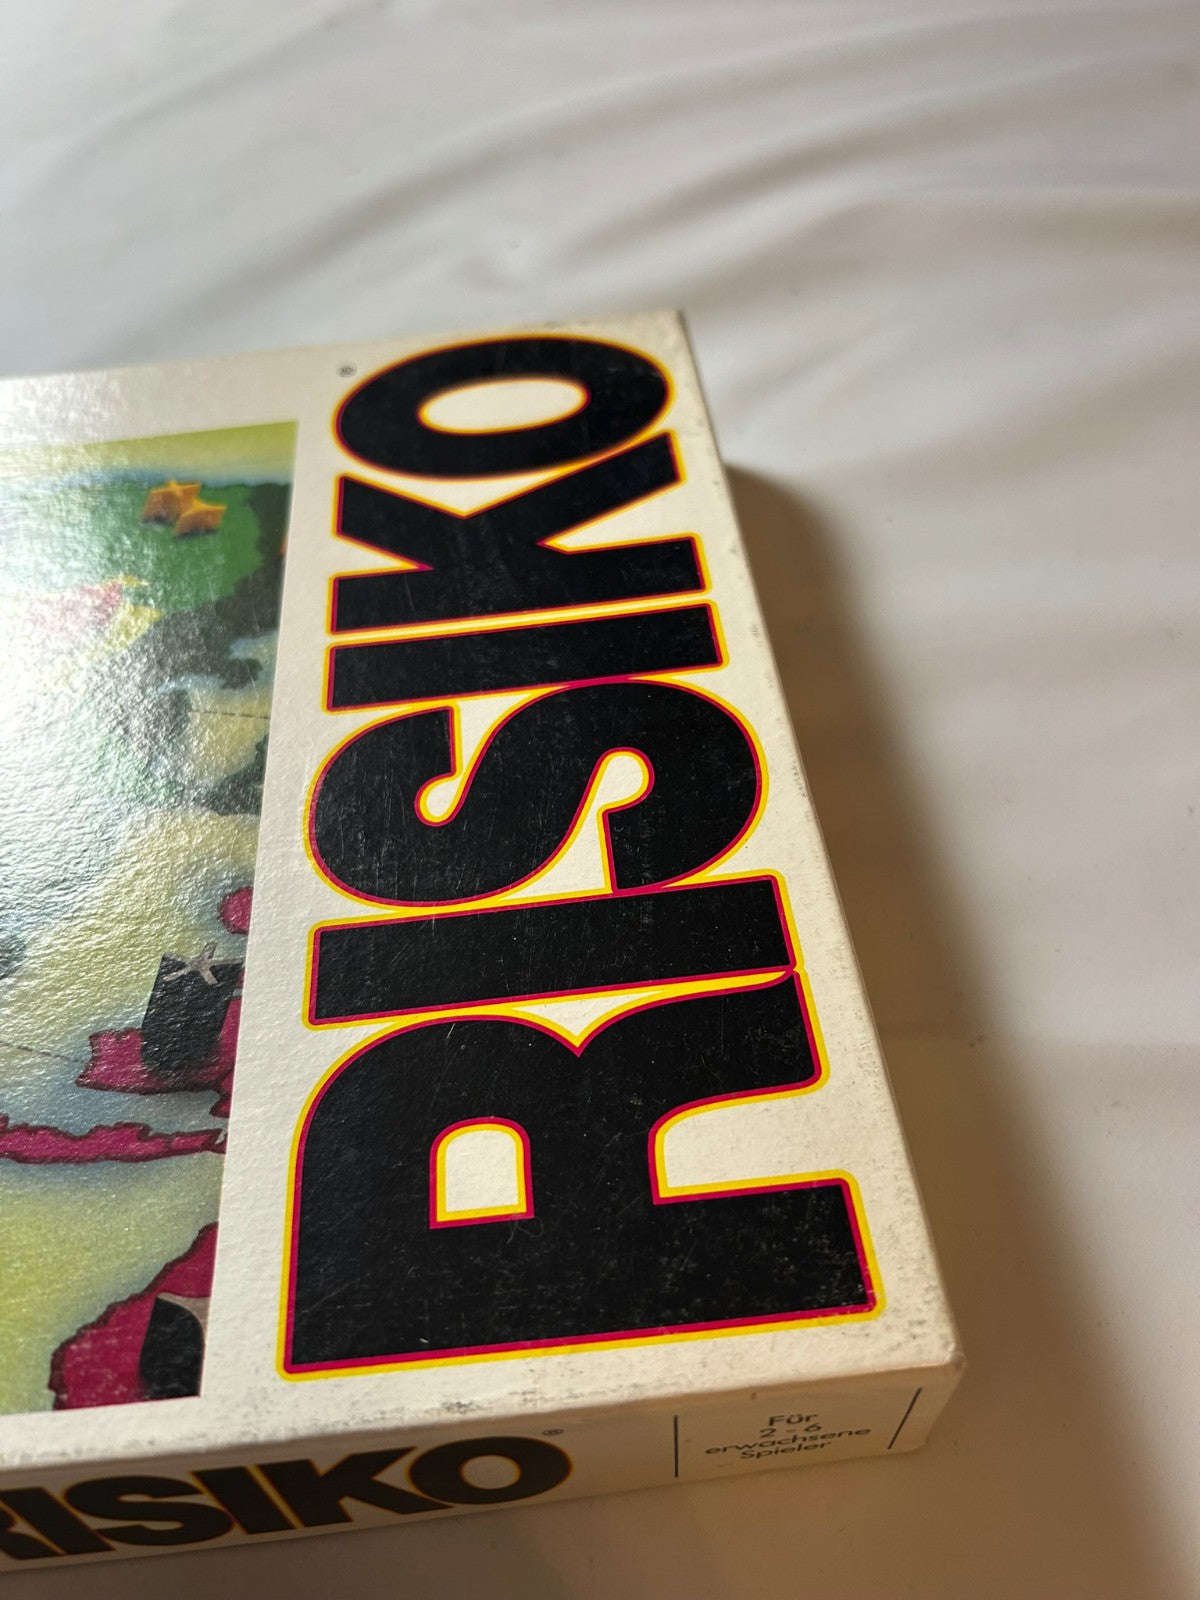 RISIKO®
RISIKO®
Für
2-6
erwachsene
Spieler